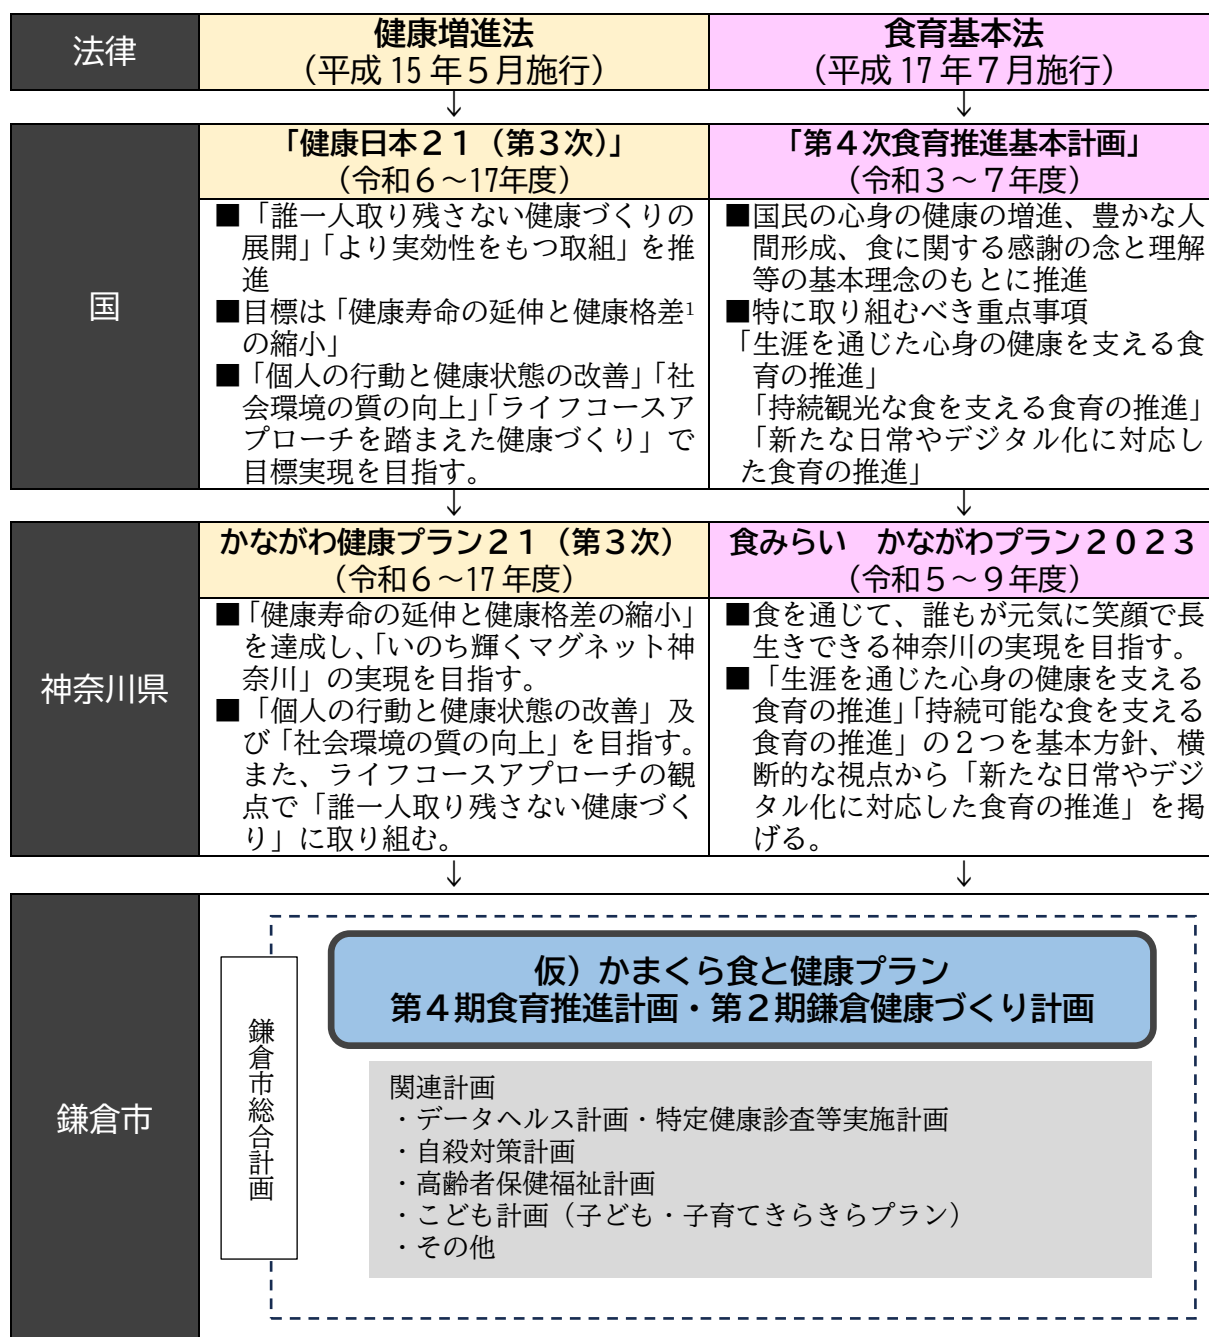 法律
健康増進法
（平成 15 年５月施行）
食育基本法
（平成 17 年７月施行）
↓
↓
国
「健康日本２１（第３次）」
（令和６～17年度）
■「誰一人取り残さない健康づくりの
展開」「より実効性をもつ取組」を推
進
■目標は「健康寿命の延伸と健康格差1
の縮小」
■「個人の行動と健康状態の改善」「社
会環境の質の向上」「ライフコースア
プローチを踏まえた健康づくり」で
目標実現を目指す。
「第４次食育推進基本計画」
（令和３～７年度）
■国民の心身の健康の増進、豊かな人
間形成、食に関する感謝の念と理解
等の基本理念のもとに推進
■特に取り組むべき重点事項
「生涯を通じた心身の健康を支える食
育の推進」
「持続観光な食を支える食育の推進」
「新たな日常やデジタル化に対応し
た食育の推進」
↓
↓
神奈川県
かながわ健康プラン２１（第３次）
（令和６～17 年度）
■「健康寿命の延伸と健康格差の縮小」
を達成し、「いのち輝くマグネット神
奈川」の実現を目指す。
■「個人の行動と健康状態の改善」及
び「社会環境の質の向上」を目指す。
また、ライフコースアプローチの観
点で「誰一人取り残さない健康づく
り」に取り組む。
食みらい　かながわプラン２０２３
（令和５～９年度）
■食を通じて、誰もが元気に笑顔で長
生きできる神奈川の実現を目指す。
■「生涯を通じた心身の健康を支える
食育の推進」「持続可能な食を支える
食育の推進」の２つを基本方針、横
断的な視点から「新たな日常やデジ
タル化に対応した食育の推進」を掲
げる。
↓
↓
鎌倉市
鎌倉市総合計画
仮）かまくら食と健康プラン
第４期食育推進計画・第２期鎌倉健康づくり計画
関連計画
・データヘルス計画・特定健康診査等実施計画
・自殺対策計画
・高齢者保健福祉計画
・こども計画（子ども・子育てきらきらプラン）
・その他